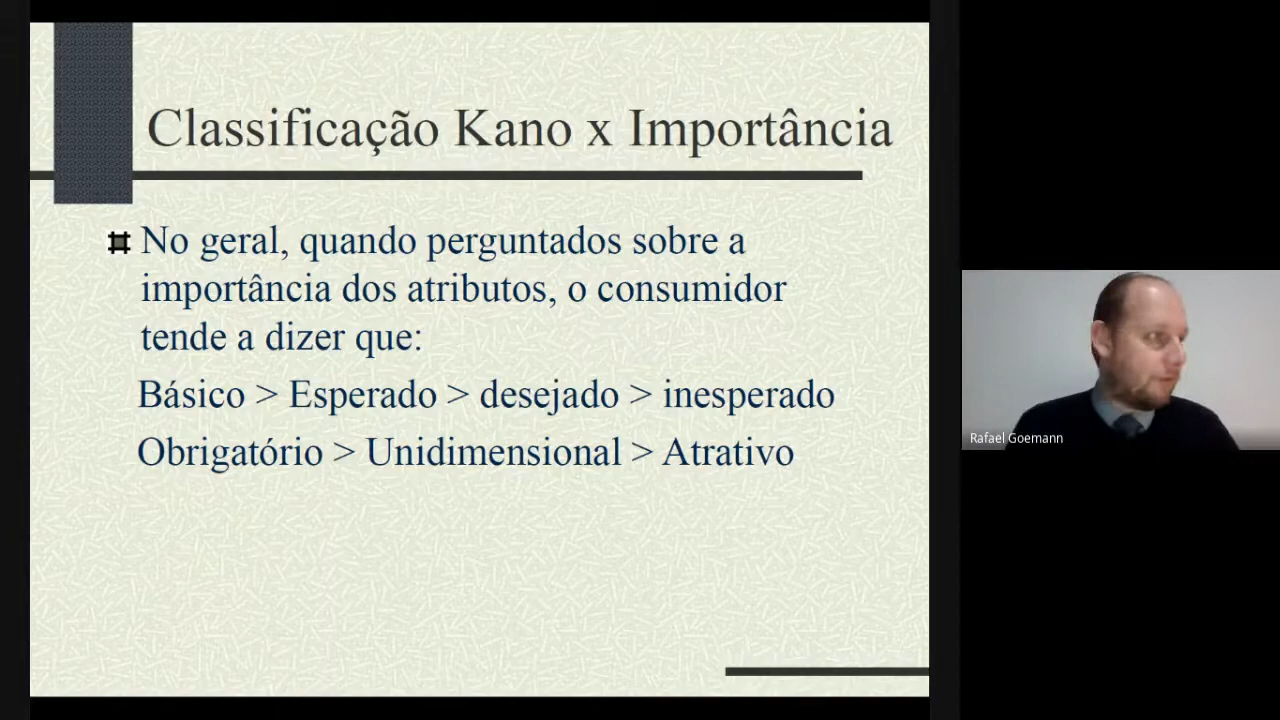 Classificação Kano x Importância
No geral, quando perguntados sobre a
importância dos atributos, o consumidor
tende a dizer que:
Básico > Esperado > desejado > inesperado
Obrigatório > Unidimensional > Atrativo
Rafael Goemann